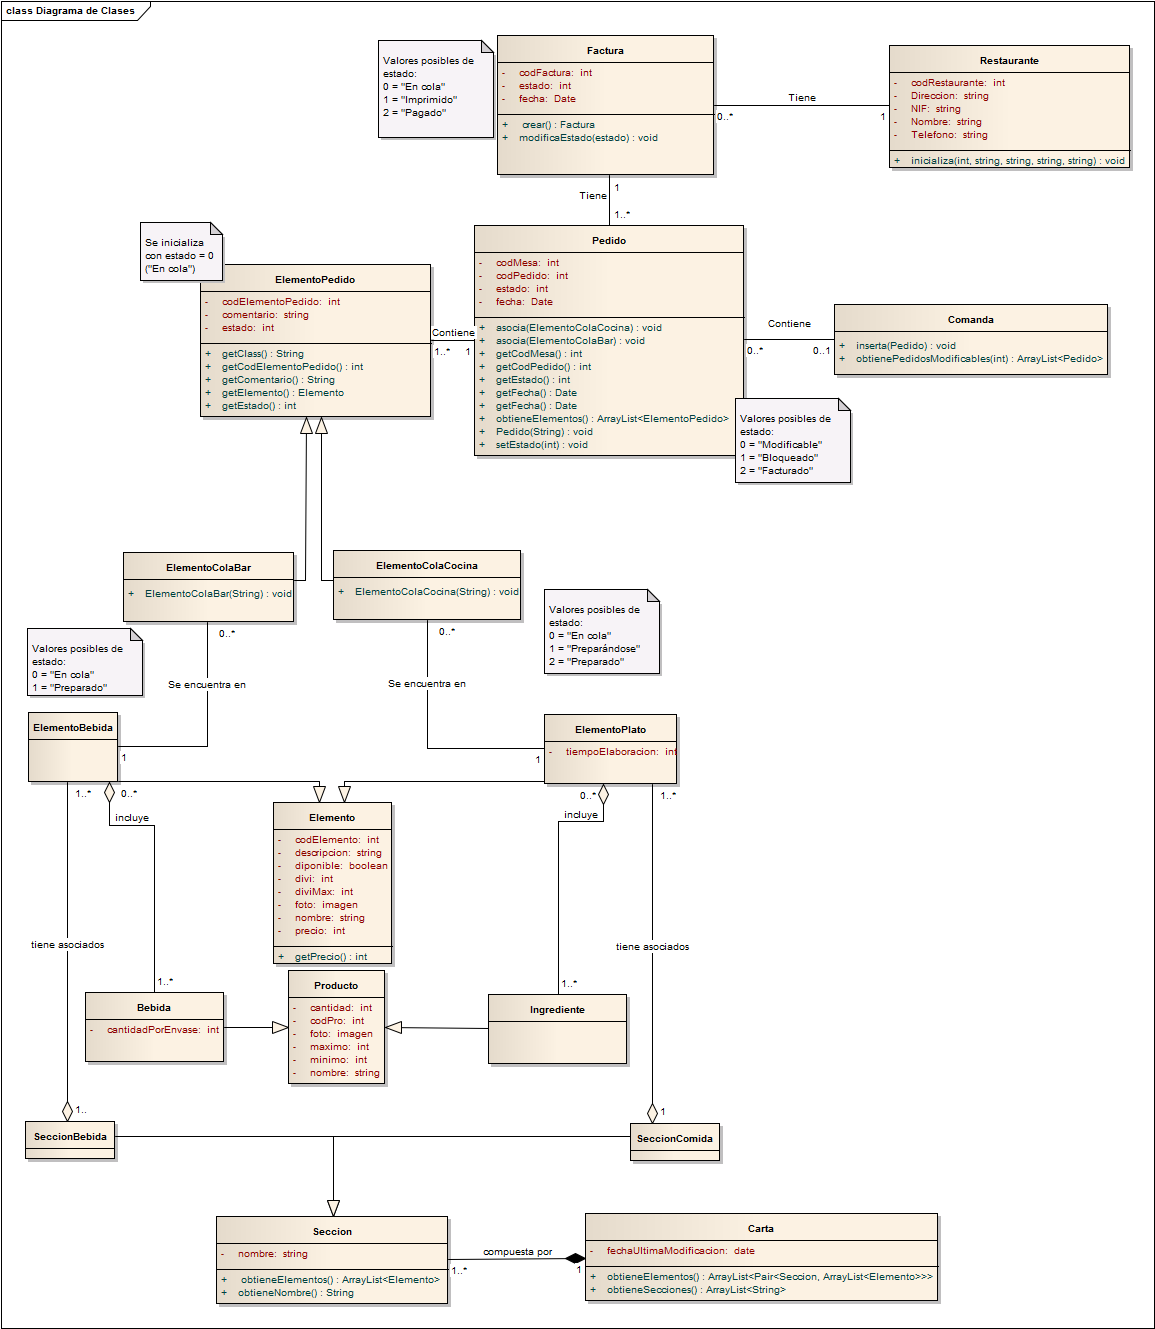 class Diagrama de Clases
Valores posibles de
estado:
0 = "En cola"
1 = "Imprimido"
2 = "Pagado"
Factura
- codFactura: int
- estado: int
- fecha: Date
+ crear() : Factura
+ modificaEstado(estado) : void
Tiene
0..*
1
Restaurante
- codRestaurante: int
- Direccion: string
- NIF: string
- Nombre: string
- Telefono: string
+ inicializa(int, string, string, string, string) : void
1
Tiene
1..*
Se inicializa
con estado = 0
("En cola")
ElementoPedido
- codElementoPedido: int
- comentario: string
- estado: int
+ getClass() : String
+ getCodElementoPedido() : int
+ getComentario() : String
+ getElemento() : Elemento
+ getEstado() : int
Contiene
1..*
1
Pedido
- codMesa: int
- codPedido: int
- estado: int
- fecha: Date
+ asocia(ElementoColaCocina) : void
+ asocia(ElementoColaBar) : void
+ getCodMesa() : int
+ getCodPedido() : int
+ getEstado() : int
+ getFecha() : Date
+ getFecha() : Date
+ obtieneElementos() : ArrayList<ElementoPedido>
+ Pedido(String) : void
+ setEstado(int) : void
Contiene
0..*
0..1
Comanda
+ inserta(Pedido) : void
+ obtienePedidosModificables(int) : ArrayList<Pedido>
Valores posibles de
estado:
0 = "Modificable"
1 = "Bloqueado"
2 = "Facturado"
ElementoColaBar
+ ElementoColaBar(String) : void
ElementoColaCocina
+ ElementoColaCocina(String) : void
0..*
0..*
Valores posibles de
estado:
0 = "En cola"
1 = "Preparándose"
2 = "Preparado"
Valores posibles de
estado:
0 = "En cola"
1 = "Preparado"
Se encuentra en
Se encuentra en
ElementoBebida
1
ElementoPlato
- tiempoElaboracion: int
1
1..*
0..*
incluye
0..*
1..*
incluye
Elemento
- codElemento: int
- descripcion: string
- diponible: boolean
- divi: int
- diviMax: int
- foto: imagen
- nombre: string
- precio: int
+ getPrecio() : int
tiene asociados
tiene asociados
1..*
1..*
Bebida
- cantidadPorEnvase: int
Producto
- cantidad: int
- codPro: int
- foto: imagen
- maximo: int
- minimo: int
- nombre: string
Ingrediente
1..
1
SeccionBebida
SeccionComida
Seccion
- nombre: string
+ obtieneElementos() : ArrayList<Elemento>
+ obtieneNombre() : String
compuesta por
1..*
1
Carta
- fechaUltimaModificacion: date
+ obtieneElementos() : ArrayList<Pair<Seccion, ArrayList<Elemento>>>
+ obtieneSecciones() : ArrayList<String>